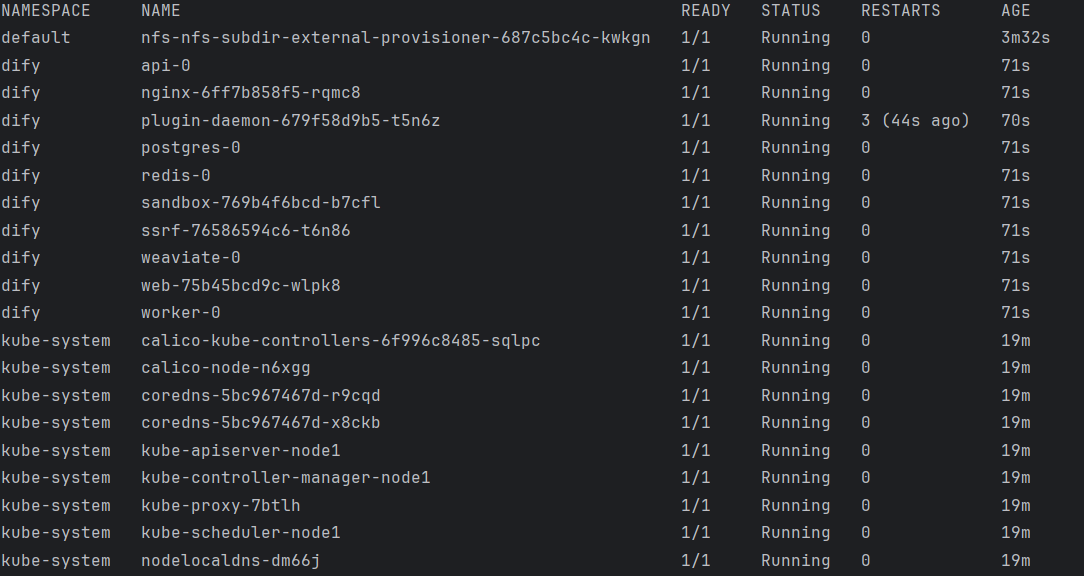 NAMESPACE NAME READY STATUS RESTARTS AGE
default nfs-nfs-subdir-external-provisioner-687c5bc4c-kwkgn 1/1 Running 0 3m32s
dify api-0 1/1 Running 0 71s
dify nginx-6ff7b858f5-rqmc8 1/1 Running 0 71s
dify plugin-daemon-679f58d9b5-t5n6z 1/1 Running 3 (44s ago) 70s
dify postgres-0 1/1 Running 0 71s
dify redis-0 1/1 Running 0 71s
dify sandbox-769b4f6bcd-b7cfl 1/1 Running 0 71s
dify ssrf-76586594c6-t6n86 1/1 Running 0 71s
dify weaviate-0 1/1 Running 0 71s
dify web-75b45bcd9c-wlpk8 1/1 Running 0 71s
dify worker-0 1/1 Running 0 71s
kube-system calico-kube-controllers-6f996c8485-sqlpc 1/1 Running 0 19m
kube-system calico-node-n6xgg 1/1 Running 0 19m
kube-system coredns-5bc967467d-r9cqd 1/1 Running 0 19m
kube-system coredns-5bc967467d-x8ckb 1/1 Running 0 19m
kube-system kube-apiserver-node1 1/1 Running 0 19m
kube-system kube-controller-manager-node1 1/1 Running 0 19m
kube-system kube-proxy-7btlh 1/1 Running 0 19m
kube-system kube-scheduler-node1 1/1 Running 0 19m
kube-system nodelocaldns-dm66j 1/1 Running 0 19m